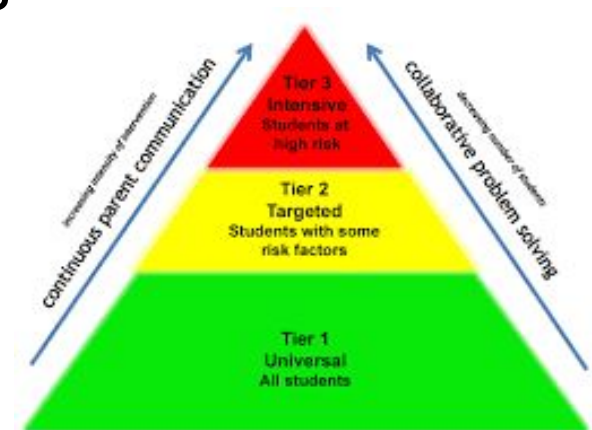 increasing intensity of intervention
continuous parent communication
collaborative problem solving
decreasing number of students
Tier 3
Intensive
Students at
high risk
Tier 2
Targeted
Students with some
risk factors
Tier 1
Universal
All students